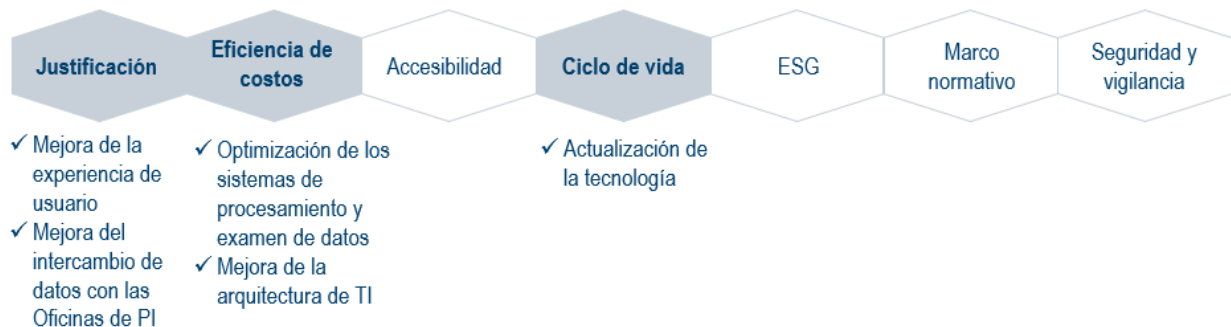 Justificación
Eficiencia de
costos
Accesibilidad
Ciclo de vida
ESG
Marco
normativo
Seguridad y
vigilancia
✓ Mejora de la
experiencia de
usuario
✓ Mejora del
intercambio de
datos con las
Oficinas de PI
✓ Optimización de los
sistemas de
procesamiento y
examen de datos
✓ Mejora de la
arquitectura de TI
✓ Actualización de
la tecnología